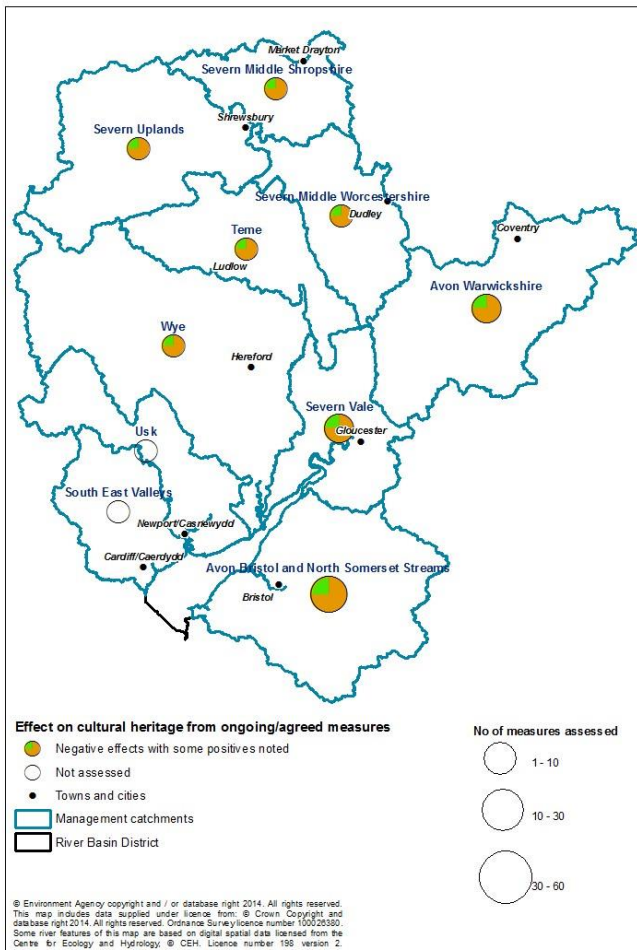 Market Drayton
Severn Middle Shropshire
Shrewsbury
Severn Uplands
Severn Middle Worcestershire
Dudley
Teme
Ludlow
Coventry
Avon Warwickshire
Wye
Hereford
Severn Vale
Gloucester
Usk
South East Valleys
Newport/Casnewydd
Cardiff/Caerdydd
Avon Bristol and North Somerset Streams
Bristol
Effect on cultural heritage from ongoing/agreed measures
Negative effects with some positives noted
Not assessed
Towns and cities
Management catchments
River Basin District
No of measures assessed
1 - 10
10 - 30
30 - 60
© Environment Agency copyright and / or database right 2014. All rights reserved.
This map includes data supplied under licence from: © Crown Copyright and
database right 2014. All rights reserved. Ordnance Survey licence number 100026380.
Some river features of this map are based on digital spatial data licensed from the
Centre for Ecology and Hydrology, © CEH. Licence number 198 version 2.